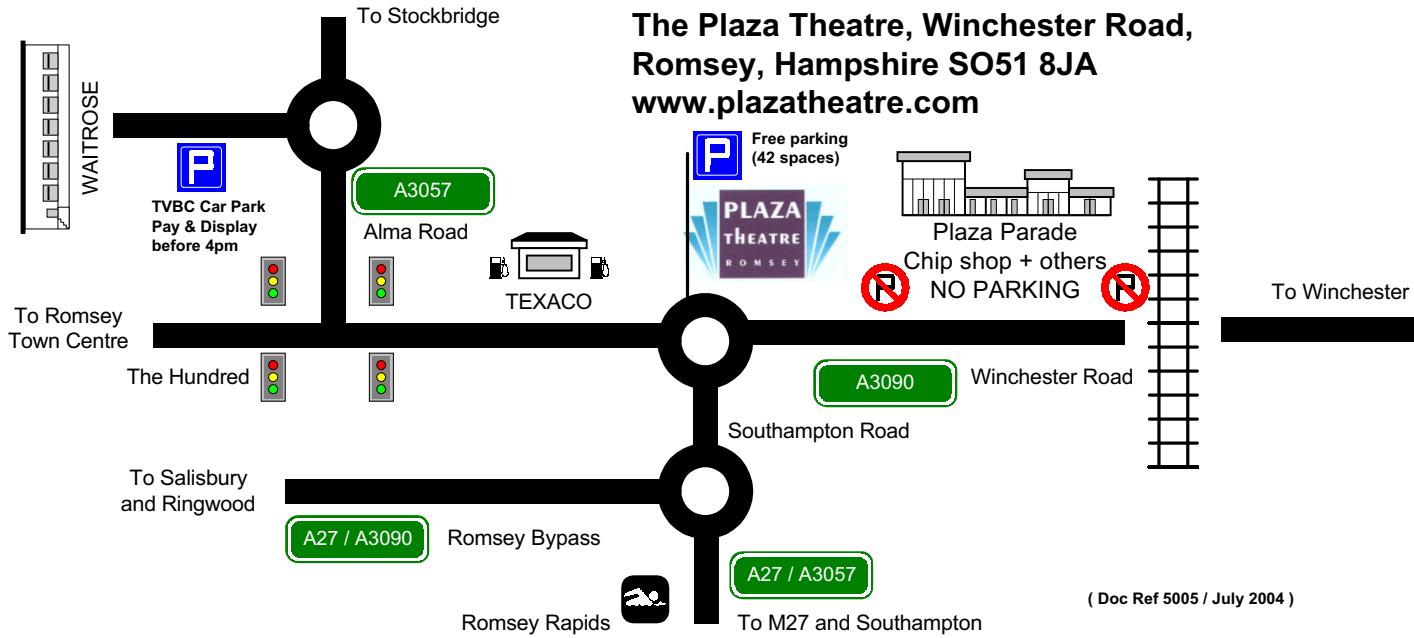 To Stockbridge
The Plaza Theatre, Winchester Road,
Romsey, Hampshire SO51 8JA
www.plazatheatre.com
WAITROSE
P
TVBC Car Park
Pay & Display
before 4pm
A3057
Alma Road
P
Free parking
(42 spaces)
PLAZA
THEATRE
ROMSEY
TEXACO
Plaza Parade
Chip shop + others
NO PARKING
P
P
To Winchester
To Romsey
Town Centre
The Hundred
A3090
Winchester Road
Southampton Road
To Salisbury
and Ringwood
A27 / A3090
Romsey Bypass
A27 / A3057
Romsey Rapids
To M27 and Southampton
( Doc Ref 5005 / July 2004 )